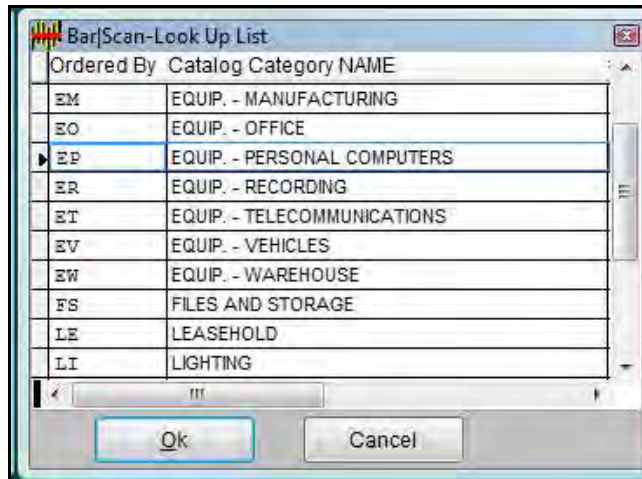 Bar|Scan-Look Up List
Ordered By Catalog Category NAME
EM EQUIP. - MANUFACTURING
EO EQUIP. - OFFICE
EP EQUIP. - PERSONAL COMPUTERS
ER EQUIP. - RECORDING
ET EQUIP. - TELECOMMUNICATIONS
EV EQUIP. - VEHICLES
EW EQUIP. - WAREHOUSE
FS FILES AND STORAGE
LE LEASEHOLD
LI LIGHTING
Ok Cancel